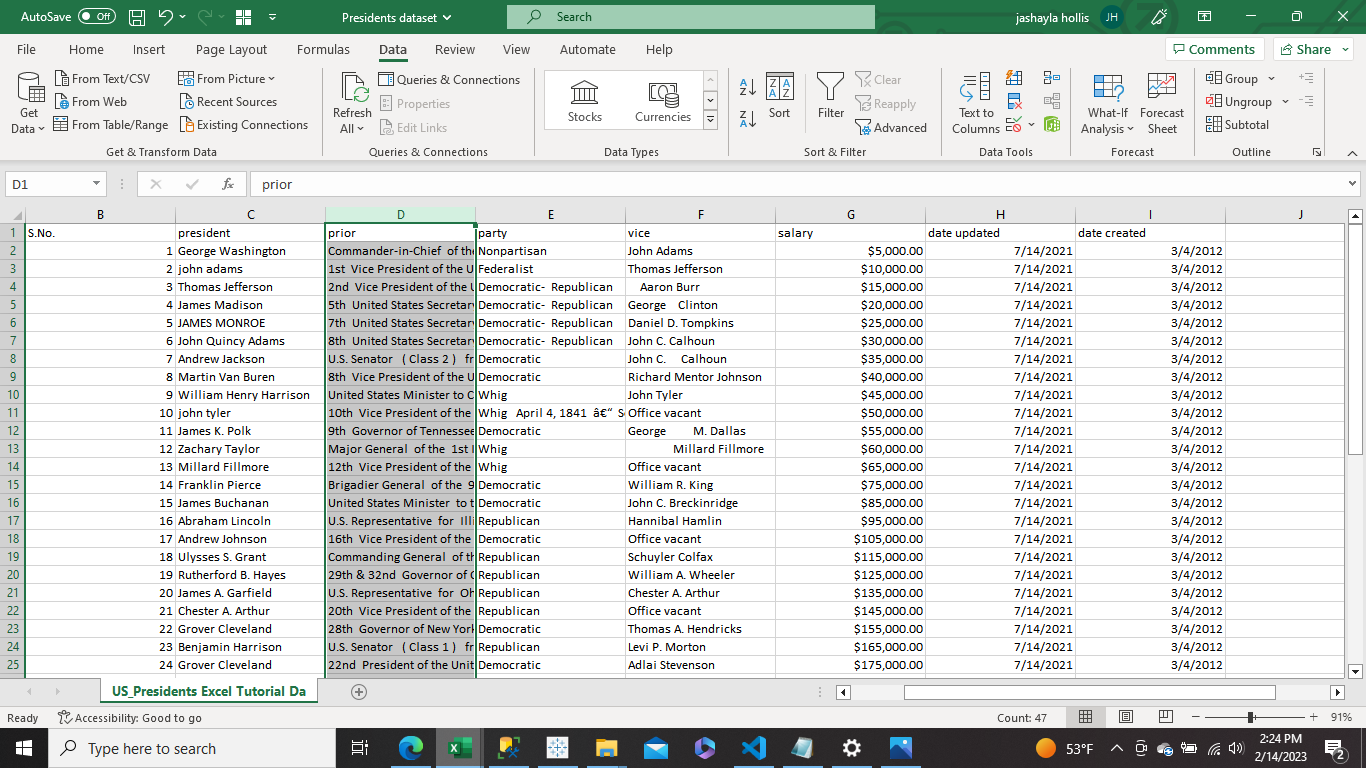 AutoSave Off Presidents dataset Search jashayla hollis JH
File Home Insert Page Layout Formulas Data Review View Automate Help Comments Share
Get Data From Text/CSV From Web From Table/Range From Picture Recent Sources Existing Connections
Refresh All Queries & Connections Properties Edit Links
Stocks Currencies
Sort Filter Clear Reapply Advanced
Text to Columns
What-If Analysis Forecast Sheet
Group Ungroup Subtotal
Get & Transform Data Queries & Connections Data Types Sort & Filter Data Tools Forecast Outline
D1 fx prior
B C D E F G H I J
1 S.No. president prior party vice salary date updated date created
2 1 George Washington Commander-in-Chief of the Nonpartisan John Adams $5,000.00 7/14/2021 3/4/2012
3 2 john adams 1st Vice President of the U Federalist Thomas Jefferson $10,000.00 7/14/2021 3/4/2012
4 3 Thomas Jefferson 2nd Vice President of the U Democratic- Republican Aaron Burr $15,000.00 7/14/2021 3/4/2012
5 4 James Madison 5th United States Secretar Democratic- Republican George Clinton $20,000.00 7/14/2021 3/4/2012
6 5 JAMES MONROE 7th United States Secretar Democratic- Republican Daniel D. Tompkins $25,000.00 7/14/2021 3/4/2012
7 6 John Quincy Adams 8th United States Secretar Democratic- Republican John C. Calhoun $30,000.00 7/14/2021 3/4/2012
8 7 Andrew Jackson U.S. Senator ( Class 2 ) fr Democratic John C. Calhoun $35,000.00 7/14/2021 3/4/2012
9 8 Martin Van Buren 8th Vice President of the U Democratic Richard Mentor Johnson $40,000.00 7/14/2021 3/4/2012
10 9 William Henry Harrison United States Minister to C Whig John Tyler $45,000.00 7/14/2021 3/4/2012
11 10 john tyler 10th Vice President of the Whig April 4, 1841 â€“ S Office vacant $50,000.00 7/14/2021 3/4/2012
12 11 James K. Polk 9th Governor of Tennessee Democratic George M. Dallas $55,000.00 7/14/2021 3/4/2012
13 12 Zachary Taylor Major General of the 1st I Whig Millard Fillmore $60,000.00 7/14/2021 3/4/2012
14 13 Millard Fillmore 12th Vice President of the Whig Office vacant $65,000.00 7/14/2021 3/4/2012
15 14 Franklin Pierce Brigadier General of the 9 Democratic William R. King $75,000.00 7/14/2021 3/4/2012
16 15 James Buchanan United States Minister to t Democratic John C. Breckinridge $85,000.00 7/14/2021 3/4/2012
17 16 Abraham Lincoln U.S. Representative for Illi Republican Hannibal Hamlin $95,000.00 7/14/2021 3/4/2012
18 17 Andrew Johnson 16th Vice President of the Democratic Office vacant $105,000.00 7/14/2021 3/4/2012
19 18 Ulysses S. Grant Commanding General of th Republican Schuyler Colfax $115,000.00 7/14/2021 3/4/2012
20 19 Rutherford B. Hayes 29th & 32nd Governor of O Republican William A. Wheeler $125,000.00 7/14/2021 3/4/2012
21 20 James A. Garfield U.S. Representative for Oh Republican Chester A. Arthur $135,000.00 7/14/2021 3/4/2012
22 21 Chester A. Arthur 20th Vice President of the Republican Office vacant $145,000.00 7/14/2021 3/4/2012
23 22 Grover Cleveland 28th Governor of New York Democratic Thomas A. Hendricks $155,000.00 7/14/2021 3/4/2012
24 23 Benjamin Harrison U.S. Senator ( Class 1 ) fr Republican Levi P. Morton $165,000.00 7/14/2021 3/4/2012
25 24 Grover Cleveland 22nd President of the Unit Democratic Adlai Stevenson $175,000.00 7/14/2021 3/4/2012
US_Presidents Excel Tutorial Da
Ready Accessibility: Good to go Count: 47 91%
Type here to search 53°F 2:24 PM
2/14/2023 2